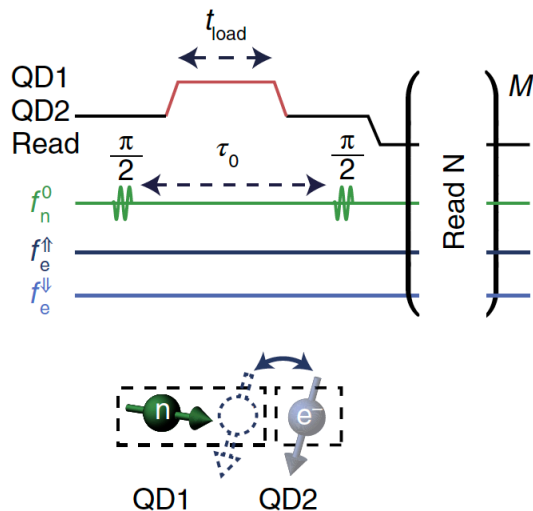 t_load
QD1
QD2
Read
π/2 τ_0 π/2
f_n^0
f_e^⇑
f_e^⇓
Read N
M
n e⁻
QD1 QD2